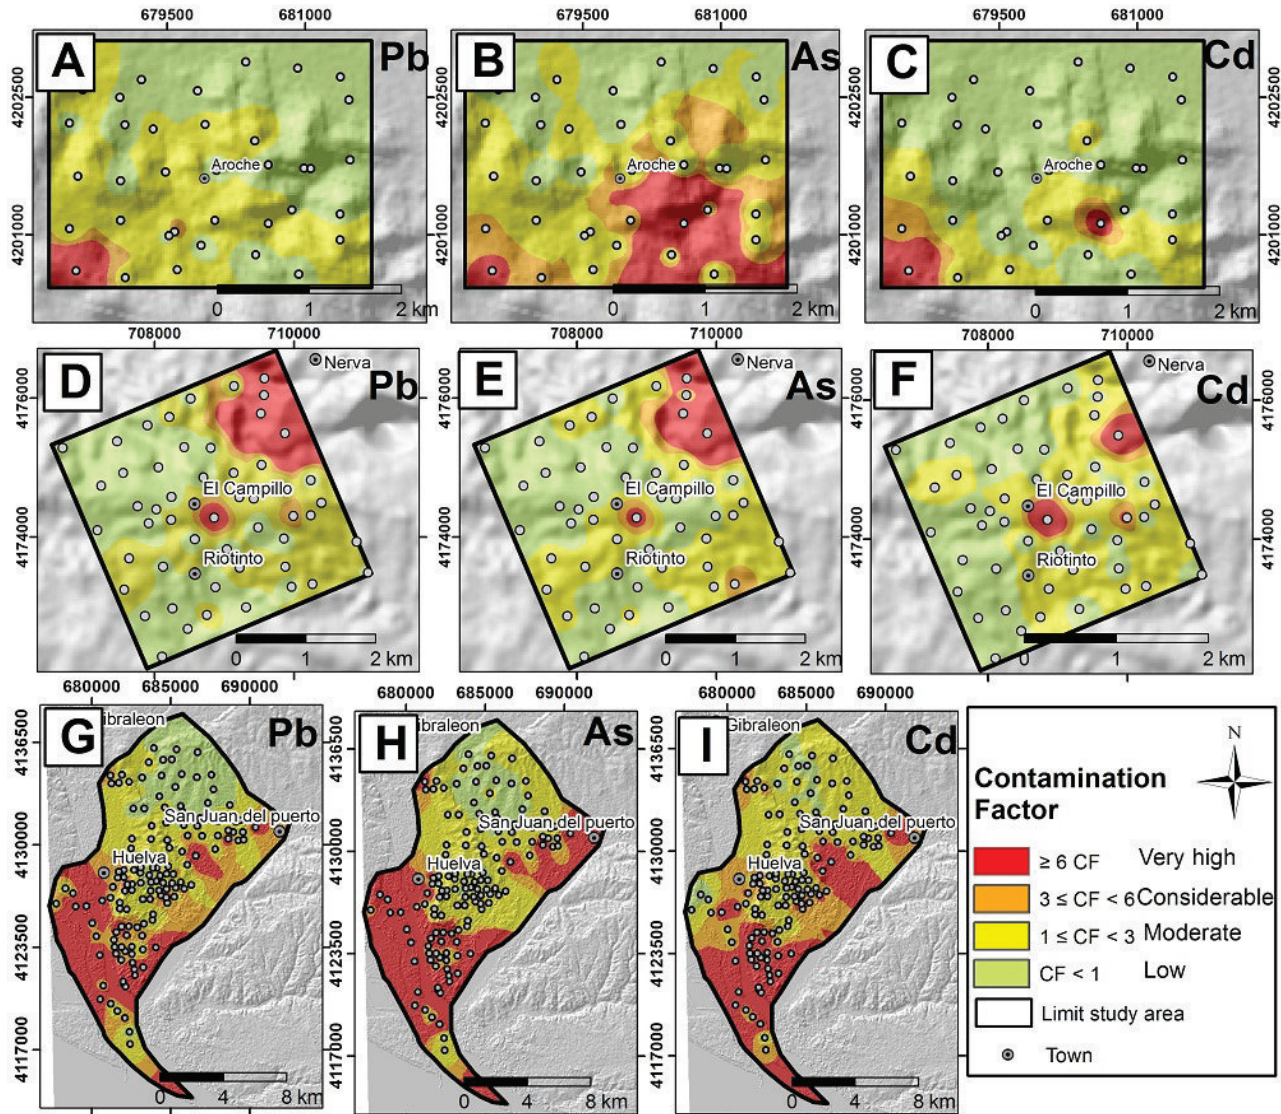 679500 681000 679500 681000 679500 681000
A Pb B As C Cd
4202500 4202500 4202500
Aroche Aroche Aroche
4201000 4201000 4201000
0 1 2 km 0 1 2 km 0 1 2 km
708000 710000 708000 710000 708000 710000
D Nerva Pb E Nerva As F Nerva Cd
4176000 4176000 4176000
El Campillo El Campillo El Campillo
4174000 4174000 4174000
Riotinto Riotinto Riotinto
0 1 2 km 0 1 2 km 0 1 2 km
680000 685000 690000 680000 685000 690000 680000 685000 690000
G Gibraleon Pb H ibraleon As I Gibraleon Cd
4136500 4136500 4136500
San Juan del puerto San Juan del puerto San Juan del puerto
4130000 4130000 4130000
Huelva Huelva Huelva
4123500 4123500 4123500
4117000 4117000 4117000
0 4 8 km 0 4 8 km 0 4 8 km
N
Contamination
Factor
≥ 6 CF Very high
3 ≤ CF < 6 Considerable
1 ≤ CF < 3 Moderate
CF < 1 Low
Limit study area
Town